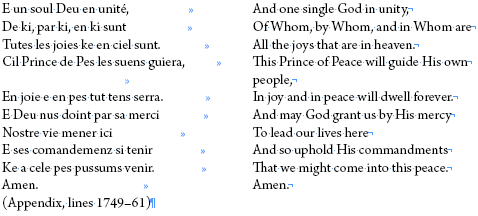 E un soul Deu en unité,
De ki, par ki, en ki sunt
Tutes les joies ke en ciel sunt.
Cil Prince de Pes les suens guiera,
En joie e en pes tut tens serra.
E Deu nus doint par sa merci
Nostre vie mener ici
E ses comandemenz si tenir
Ke a cele pes pussums venir.
Amen.
(Appendix, lines 1749–61)
And one single God in unity,
Of Whom, by Whom, and in Whom are
All the joys that are in heaven.
This Prince of Peace will guide His own
people,
In joy and in peace will dwell forever.
And may God grant us by His mercy
To lead our lives here
And so uphold His commandments
That we might come into this peace.
Amen.